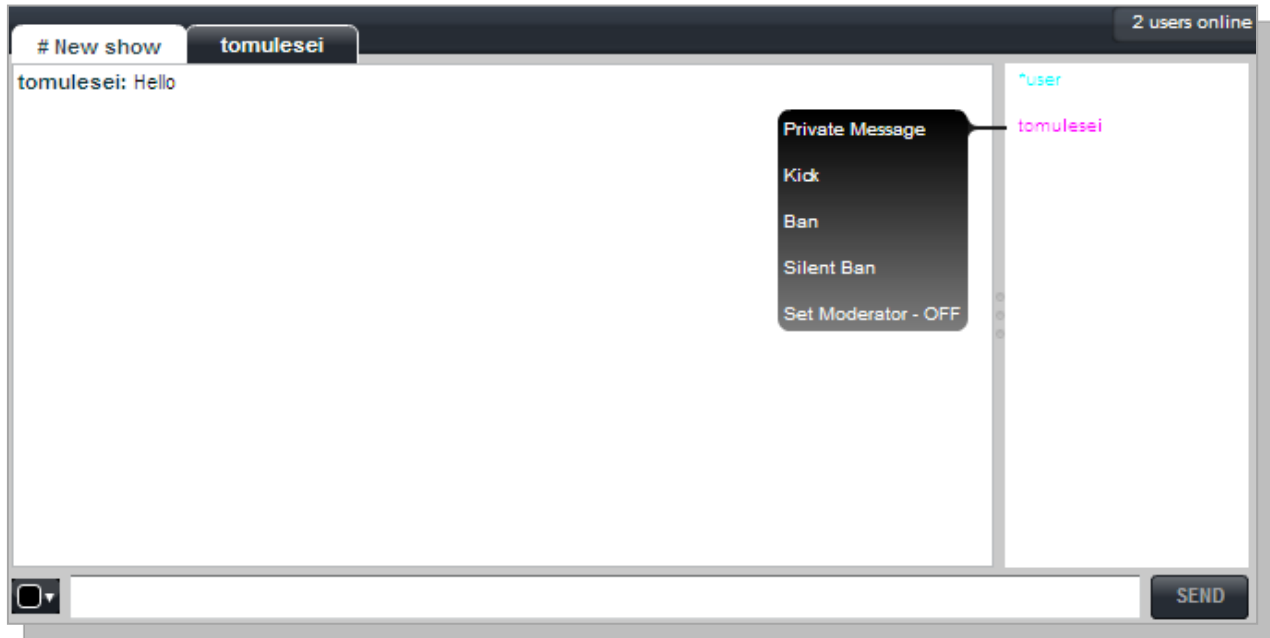 2 users online
# New show
tomulesei
tomulesei: Hello
*user
tomulesei
Private Message
Kick
Ban
Silent Ban
Set Moderator - OFF
SEND